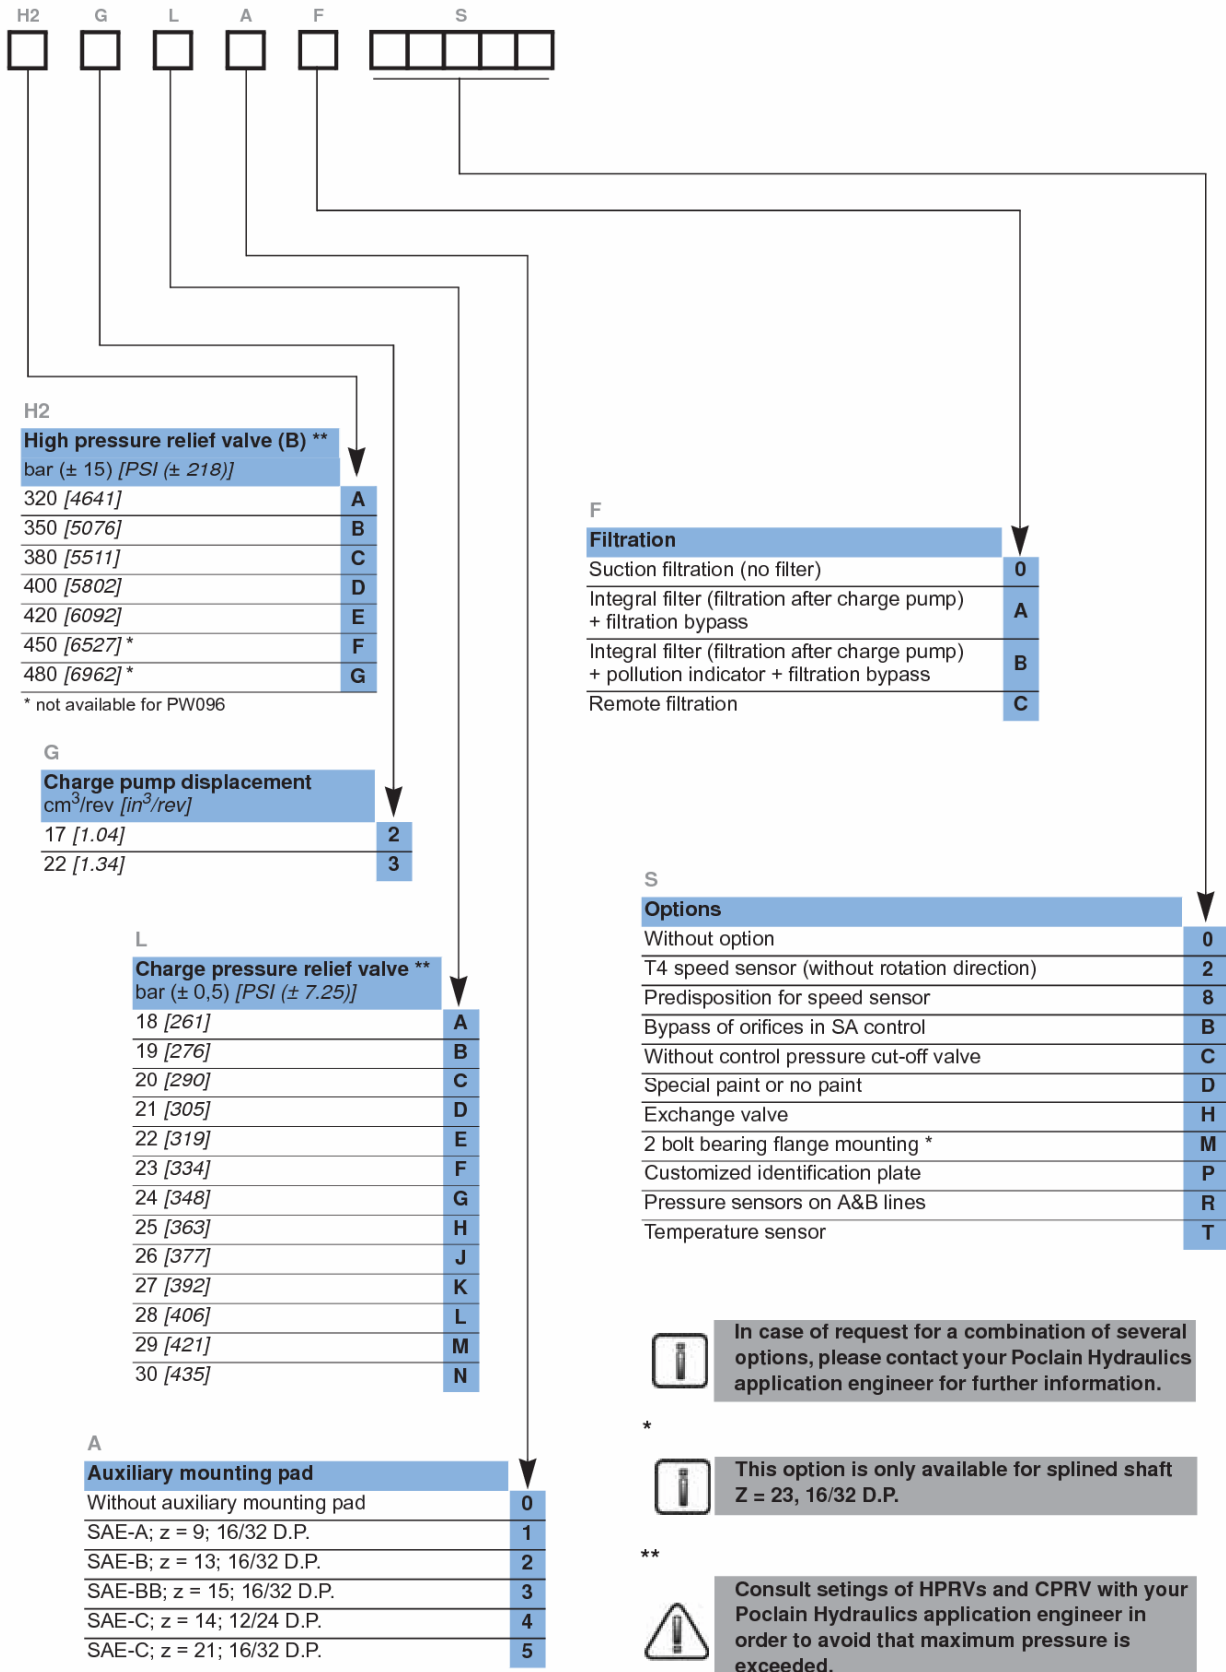 H2 G L A F S
H2
High pressure relief valve (B) **
bar (± 15) [PSI (± 218)]
320 [4641] A
350 [5076] B
380 [5511] C
400 [5802] D
420 [6092] E
450 [6527] * F
480 [6962] * G
* not available for PW096
G
Charge pump displacement
cm³/rev [in³/rev]
17 [1.04] 2
22 [1.34] 3
L
Charge pressure relief valve **
bar (± 0,5) [PSI (± 7.25)]
18 [261] A
19 [276] B
20 [290] C
21 [305] D
22 [319] E
23 [334] F
24 [348] G
25 [363] H
26 [377] J
27 [392] K
28 [406] L
29 [421] M
30 [435] N
A
Auxiliary mounting pad
Without auxiliary mounting pad 0
SAE-A; z = 9; 16/32 D.P. 1
SAE-B; z = 13; 16/32 D.P. 2
SAE-BB; z = 15; 16/32 D.P. 3
SAE-C; z = 14; 12/24 D.P. 4
SAE-C; z = 21; 16/32 D.P. 5
F
Filtration
Suction filtration (no filter) 0
Integral filter (filtration after charge pump)
+ filtration bypass A
Integral filter (filtration after charge pump)
+ pollution indicator + filtration bypass B
Remote filtration C
S
Options
Without option 0
T4 speed sensor (without rotation direction) 2
Predisposition for speed sensor 8
Bypass of orifices in SA control B
Without control pressure cut-off valve C
Special paint or no paint D
Exchange valve H
2 bolt bearing flange mounting * M
Customized identification plate P
Pressure sensors on A&B lines R
Temperature sensor T
In case of request for a combination of several
options, please contact your Poclain Hydraulics
application engineer for further information.
*
This option is only available for splined shaft
Z = 23, 16/32 D.P.
**
Consult setings of HPRVs and CPRV with your
Poclain Hydraulics application engineer in
order to avoid that maximum pressure is
exceeded.